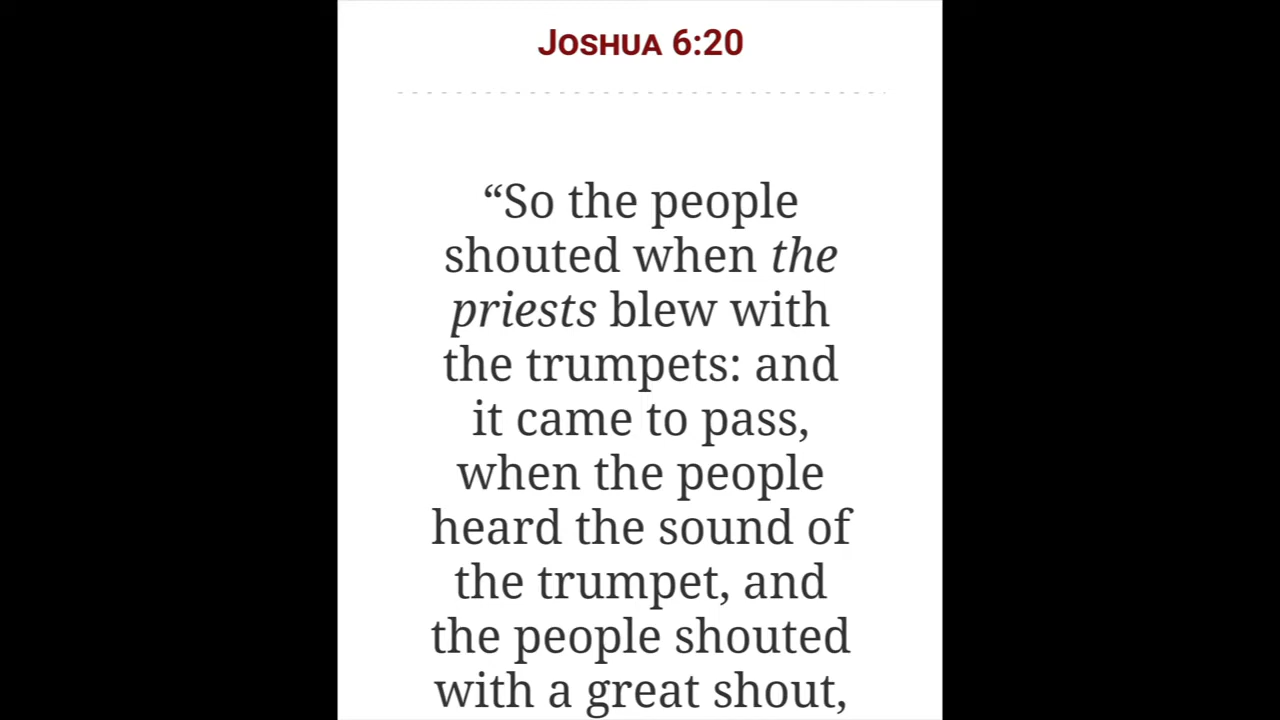 Joshua 6:20
“So the people
shouted when the
priests blew with
the trumpets: and
it came to pass,
when the people
heard the sound of
the trumpet, and
the people shouted
with a great shout,